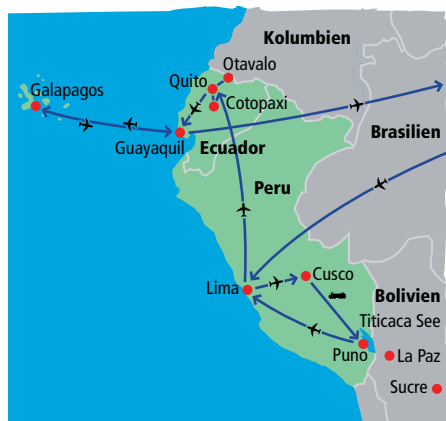 Kolumbien
Otavalo
Quito
Galapagos
Cotopaxi
Brasilien
Guayaquil
Ecuador
Peru
Cusco
Lima
Bolivien
Titicaca See
Puno
La Paz
Sucre